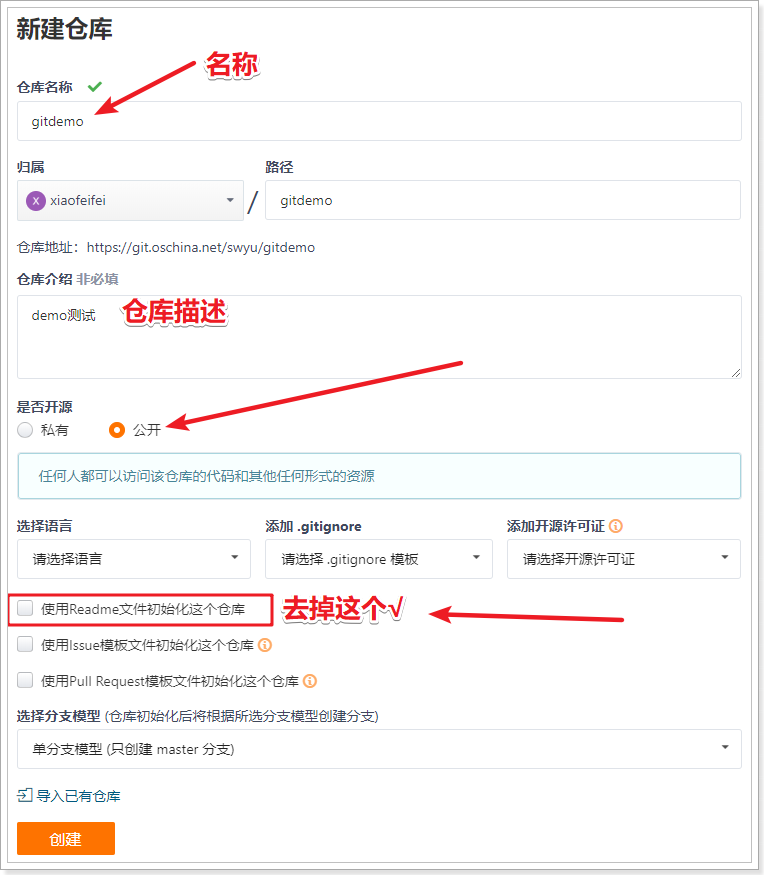 新建仓库
名称
仓库名称
gitdemo
归属 路径
X xiaofeifei / gitdemo
仓库地址：https://git.oschina.net/swyu/gitdemo
仓库介绍 非必填
demo测试 仓库描述
是否开源
私有 公开
任何人都可以访问该仓库的代码和其他任何形式的资源
选择语言 添加 .gitignore 添加开源许可证
请选择语言 请选择 .gitignore 模板 请选择开源许可证
使用Readme文件初始化这个仓库 去掉这个√
使用Issue模板文件初始化这个仓库
使用Pull Request模板文件初始化这个仓库
选择分支模型 (仓库初始化后将根据所选分支模型创建分支)
单分支模型 (只创建 master 分支)
导入已有仓库
创建